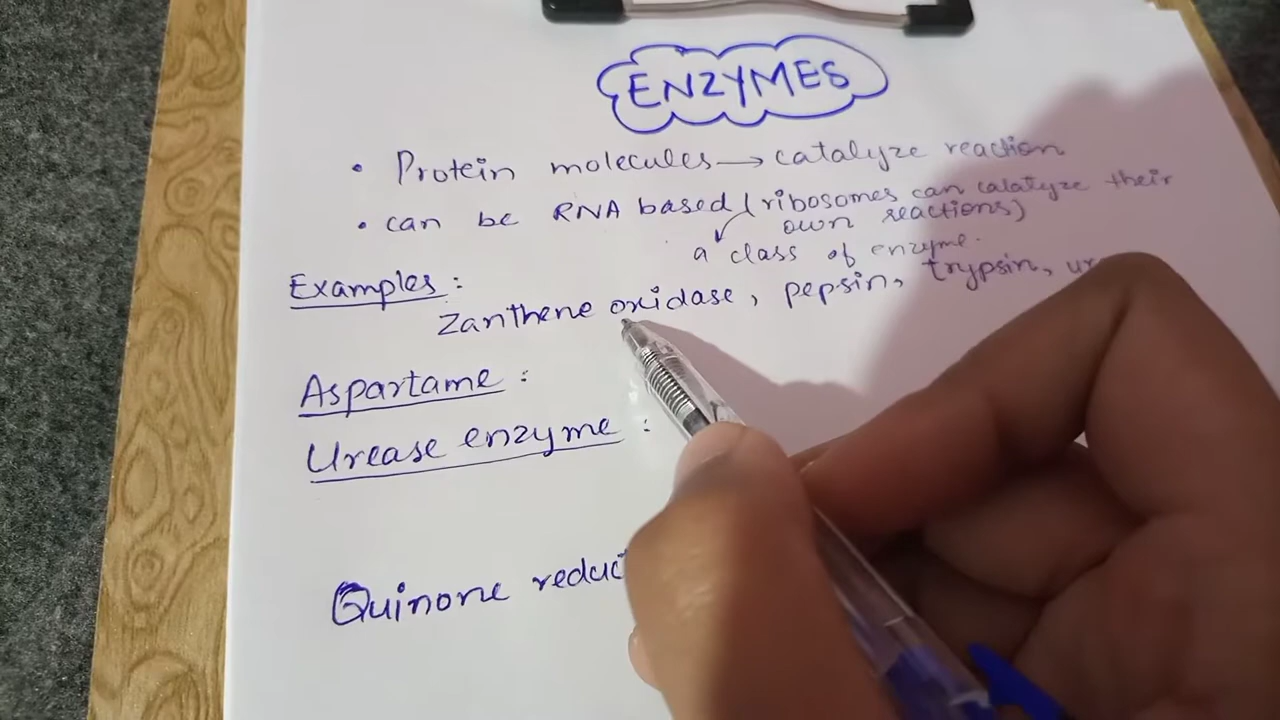 ENZYMES
• Protein molecules → catalyze reaction
• can be RNA based (ribosomes can calatyze their
own reactions)
a class of enzyme.
Examples :
Zanthene oxidase, pepsin, trypsin,
Aspartame :
Urease enzyme :
Quinone